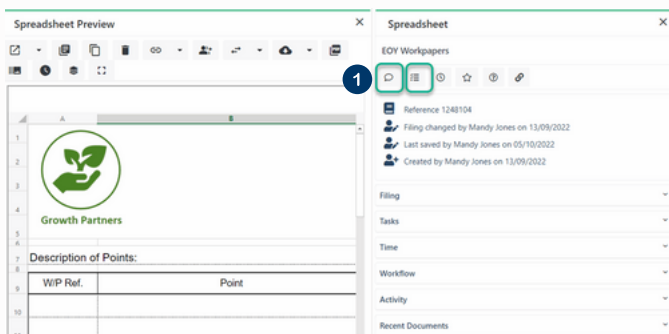 Spreadsheet Preview
A B
1
2
3
4
5
6
7
8
9
10
Growth Partners
Description of Points:
W/P Ref. Point
Spreadsheet
EOY Workpapers
1
Reference 1248104
Filing changed by Mandy Jones on 13/09/2022
Last saved by Mandy Jones on 05/10/2022
Created by Mandy Jones on 13/09/2022
Filing
Tasks
Time
Workflow
Activity
Recent Documents